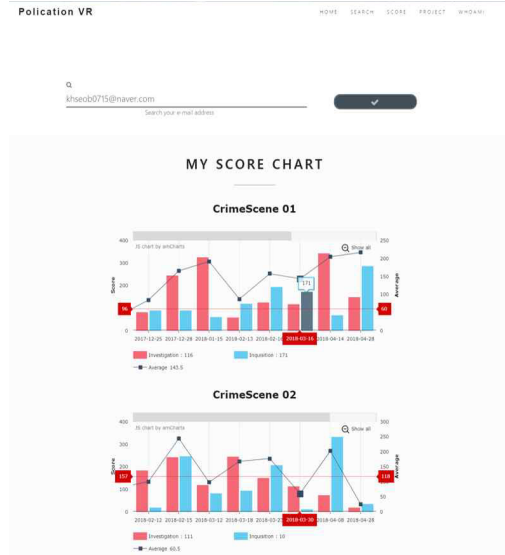 Polication VR
HOME SEARCH SCORE PROJECT WHOAMI
khseob0715@naver.com
Search your e-mail address
MY SCORE CHART
CrimeScene 01
JS chart by amCharts
Show all
400
300
200
100
0
Score
96
250
200
150
100
0
Average
60
171
2017-12-25 2017-12-28 2018-01-15 2018-02-13 2018-03-16 2018-04-14 2018-04-28
Investigation : 116
Inquisition : 171
Average 143.5
CrimeScene 02
JS chart by amCharts
Show all
400
300
200
100
0
Score
157
300
250
200
150
50
0
Average
118
2018-02-12 2018-02-15 2018-03-12 2018-03-18 2018-03-30 2018-04-08 2018-04-28
Investigation : 111
Inquisition : 10
Average 60.5